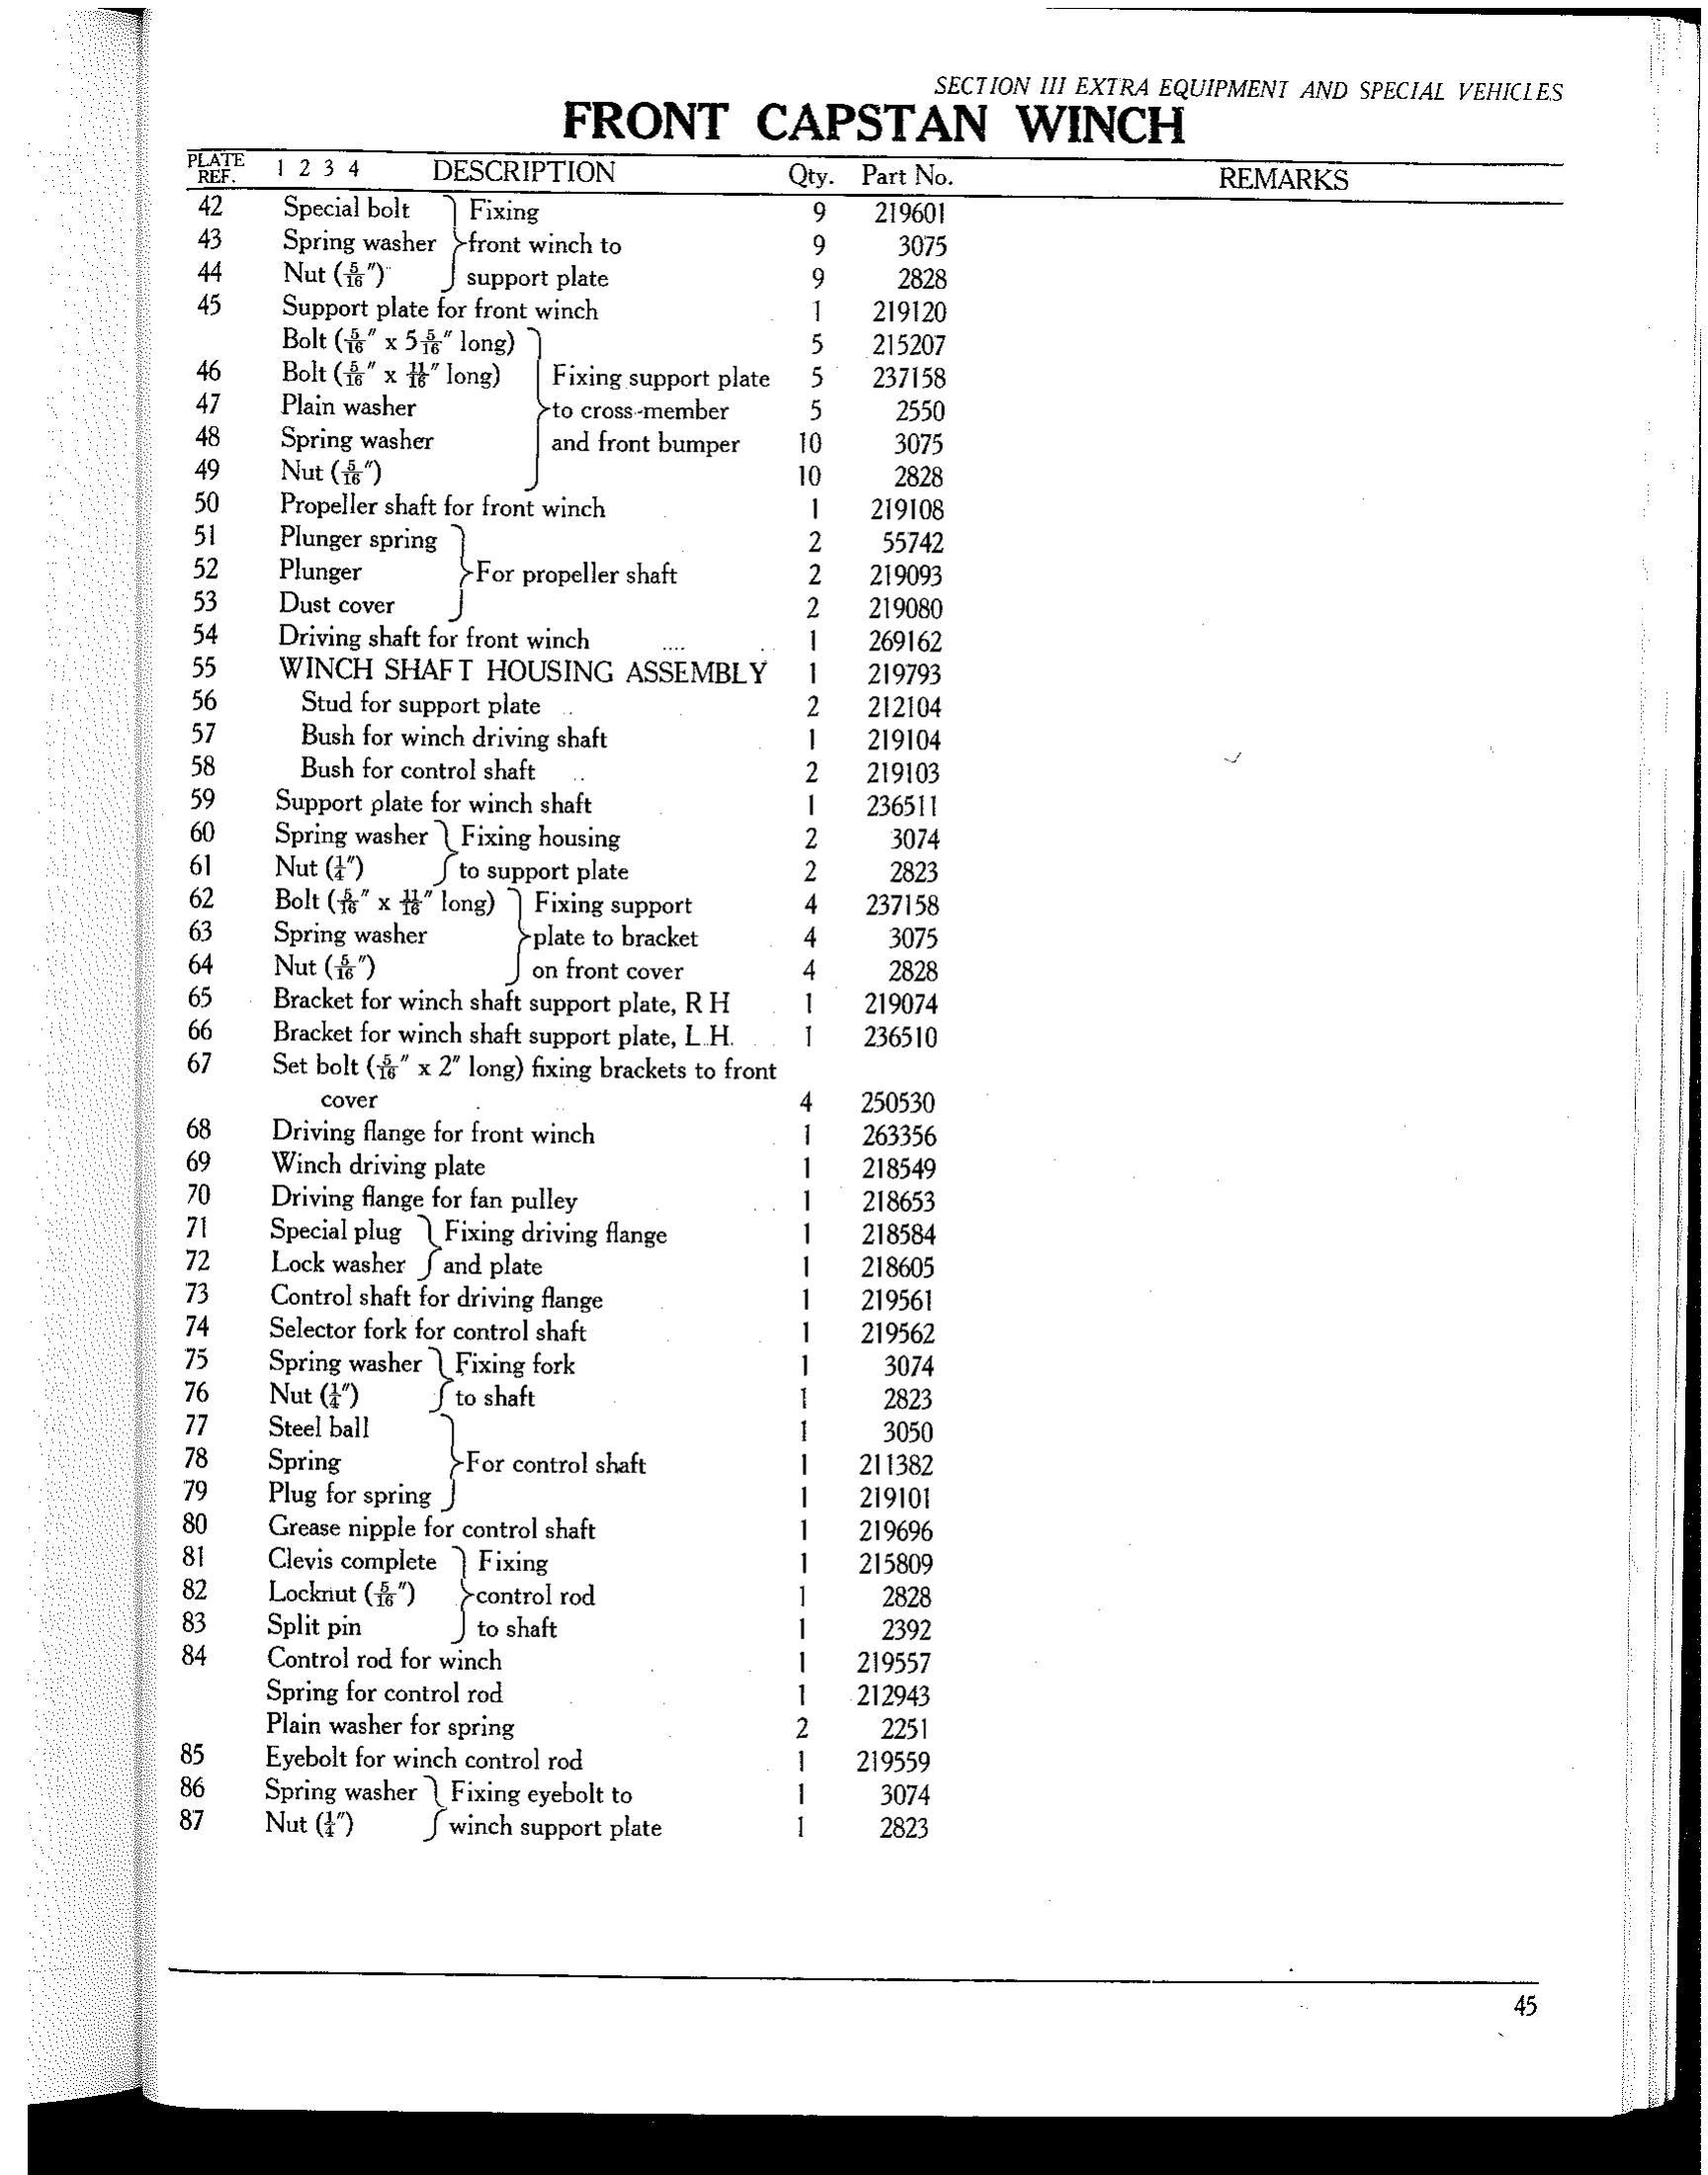 SECTION III EXTRA EQUIPMENT AND SPECIAL VEHICLES
FRONT CAPSTAN WINCH
PLATE REF. 1 2 3 4 DESCRIPTION Qty. Part No. REMARKS
42 Special bolt } Fixing 9 219601
43 Spring washer } front winch to 9 3075
44 Nut (5/16") } support plate 9 2828
45 Support plate for front winch 1 219120
Bolt (5/16" x 5 5/16" long) } 5 215207
46 Bolt (5/16" x 11/16" long) } Fixing support plate 5 237158
47 Plain washer } to cross-member 5 2550
48 Spring washer } and front bumper 10 3075
49 Nut (5/16") } 10 2828
50 Propeller shaft for front winch 1 219108
51 Plunger spring } 2 55742
52 Plunger } For propeller shaft 2 219093
53 Dust cover } 2 219080
54 Driving shaft for front winch .... .. 1 269162
55 WINCH SHAFT HOUSING ASSEMBLY 1 219793
56 Stud for support plate .. 2 212104
57 Bush for winch driving shaft 1 219104
58 Bush for control shaft .. 2 219103
59 Support plate for winch shaft 1 236511
60 Spring washer } Fixing housing 2 3074
61 Nut (1/4") } to support plate 2 2823
62 Bolt (5/16" x 11/16" long) } Fixing support 4 237158
63 Spring washer } plate to bracket 4 3075
64 Nut (5/16") } on front cover 4 2828
65 Bracket for winch shaft support plate, R H 1 219074
66 Bracket for winch shaft support plate, L.H. 1 236510
67 Set bolt (5/16" x 2" long) fixing brackets to front
cover 4 250530
68 Driving flange for front winch 1 263356
69 Winch driving plate 1 218549
70 Driving flange for fan pulley .. 1 218653
71 Special plug } Fixing driving flange 1 218584
72 Lock washer } and plate 1 218605
73 Control shaft for driving flange 1 219561
74 Selector fork for control shaft 1 219562
75 Spring washer } Fixing fork 1 3074
76 Nut (1/4") } to shaft 1 2823
77 Steel ball } 1 3050
78 Spring } For control shaft 1 211382
79 Plug for spring } 1 219101
80 Grease nipple for control shaft 1 219696
81 Clevis complete } Fixing 1 215809
82 Locknut (5/16") } control rod 1 2828
83 Split pin } to shaft 1 2392
84 Control rod for winch 1 219557
Spring for control rod 1 212943
Plain washer for spring 2 2251
85 Eyebolt for winch control rod 1 219559
86 Spring washer } Fixing eyebolt to 1 3074
87 Nut (1/4") } winch support plate 1 2823
45